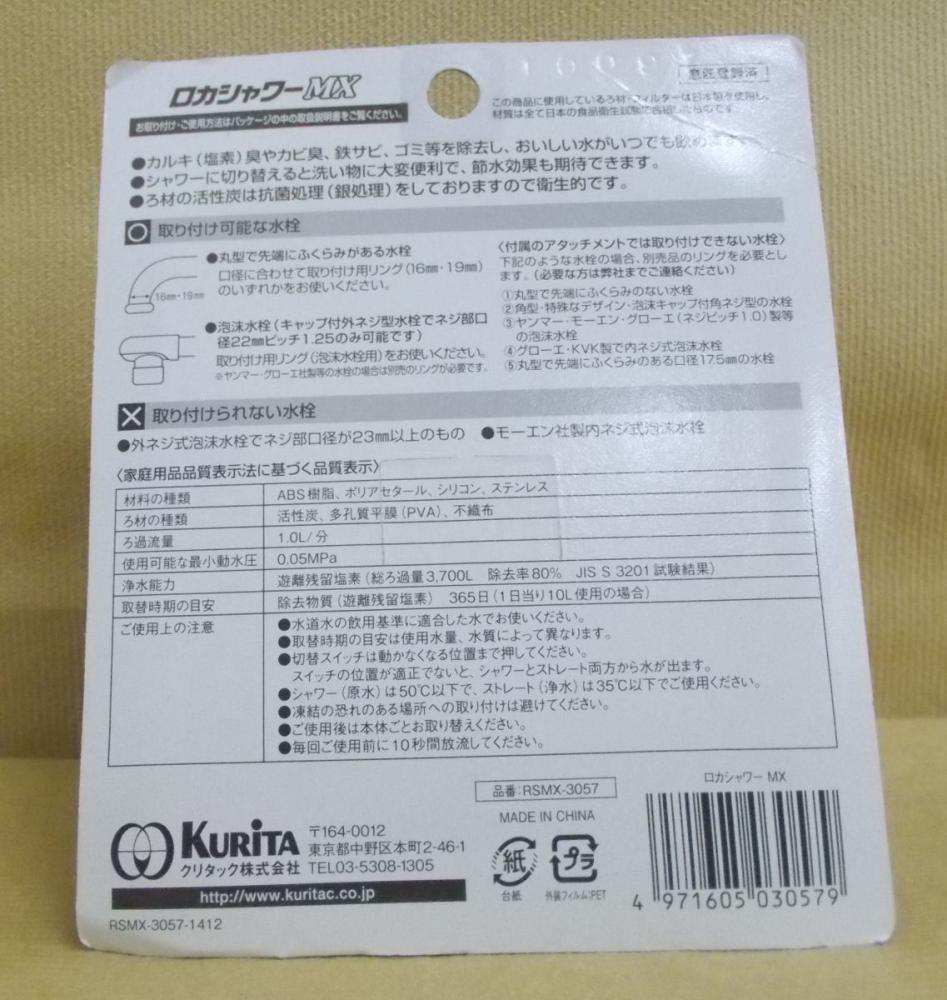 ロカシャワーMX
お取り付け・ご使用方法はパッケージの中の取扱説明書をご覧ください。
意匠登録済
この商品に使用しているろ材・フィルターは日本製を使用し、
材質は全て日本の食品衛生試験で合格したものです。
●カルキ（塩素）臭やカビ臭、鉄サビ、ゴミ等を除去し、おいしい水がいつでも飲めます。
●シャワーに切り替えると洗い物に大変便利で、節水効果も期待できます。
●ろ材の活性炭は抗菌処理（銀処理）をしておりますので衛生的です。
取り付け可能な水栓
16㎜・19㎜
●丸型で先端にふくらみがある水栓
口径に合わせて取り付け用リング（16㎜・19㎜）
のいずれかをお使いください。
●泡沫水栓（キャップ付外ネジ型水栓でネジ部口
径22㎜ピッチ1.25のみ可能です）
取り付け用リング（泡沫水栓用）をお使いください。
※ヤンマー・グローエ社製等の水栓の場合は別売のリングが必要です。
〈付属のアタッチメントでは取り付けできない水栓〉
下記のような水栓の場合、別売品のリングを必要とし
ます。（必要な方は弊社までご連絡ください）
①丸型で先端にふくらみのない水栓
②角型・特殊なデザイン・泡沫キャップ付角ネジ型の水栓
③ヤンマー・モーエン・グローエ（ネジピッチ1.0）製等
の泡沫水栓
④グローエ・KVK製で内ネジ式泡沫水栓
⑤丸型で先端にふくらみのある口径17.5㎜の水栓
取り付けられない水栓
●外ネジ式泡沫水栓でネジ部口径が23㎜以上のもの ●モーエン社製内ネジ式泡沫水栓
〈家庭用品品質表示法に基づく品質表示〉
材料の種類 ABS樹脂、ポリアセタール、シリコン、ステンレス
ろ材の種類 活性炭、多孔質平膜（PVA）、不織布
ろ過流量 1.0L/分
使用可能な最小動水圧 0.05MPa
浄水能力 遊離残留塩素（総ろ過量3,700L 除去率80% JIS S 3201試験結果）
取替時期の目安 除去物質（遊離残留塩素） 365日（1日当り10L使用の場合）
ご使用上の注意 ●水道水の飲用基準に適合した水でお使いください。
●取替時期の目安は使用水量、水質によって異なります。
●切替スイッチは動かなくなる位置まで押してください。
スイッチの位置が適正でないと、シャワーとストレート両方から水が出ます。
●シャワー（原水）は50℃以下で、ストレート（浄水）は35℃以下でご使用ください。
●凍結の恐れのある場所への取り付けは避けてください。
●ご使用後は本体ごとお取り替えください。
●毎回ご使用前に10秒間放流してください。
KURITA
クリタック株式会社
〒164-0012
東京都中野区本町2-46-1
TEL03-5308-1305
http://www.kuritac.co.jp
RSMX-3057-1412
品番：RSMX-3057
MADE IN CHINA
紙
台紙
プラ
外装フィルム：PET
ロカシャワー MX
4 971605 030579